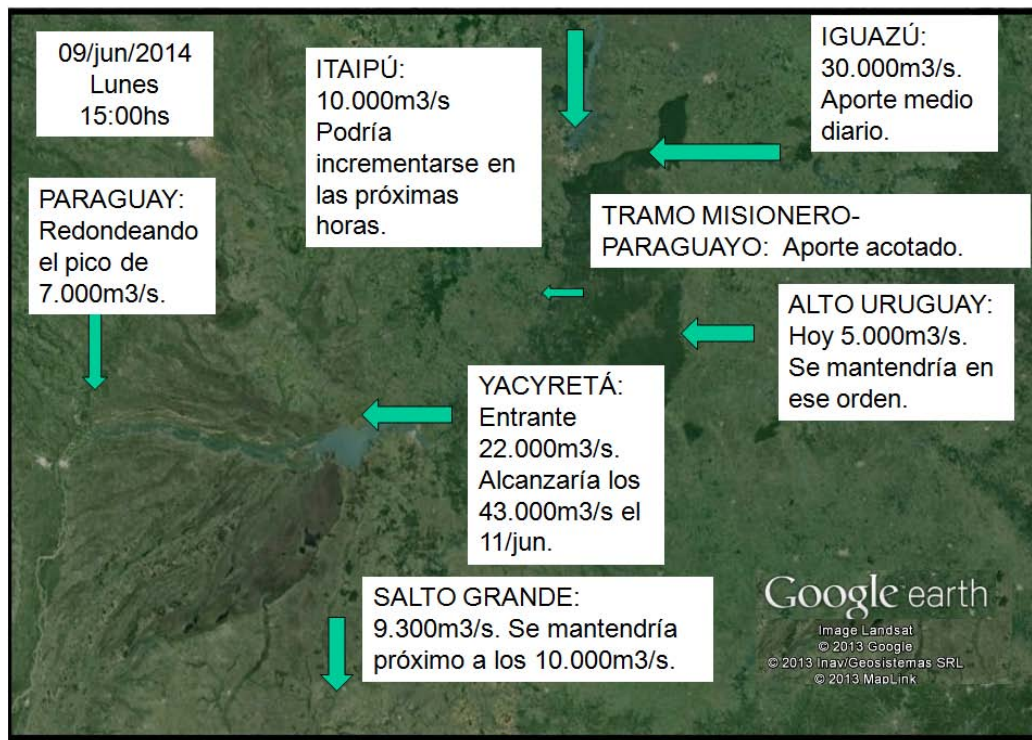 09/jun/2014
Lunes
15:00hs
ITAIPÚ:
10.000m3/s
Podría
incrementarse en
las próximas
horas.
IGUAZÚ:
30.000m3/s.
Aporte medio
diario.
PARAGUAY:
Redondeando
el pico de
7.000m3/s.
TRAMO MISIONERO-
PARAGUAYO: Aporte acotado.
ALTO URUGUAY:
Hoy 5.000m3/s.
Se mantendría en
ese orden.
YACYRETÁ:
Entrante
22.000m3/s.
Alcanzaría los
43.000m3/s el
11/jun.
SALTO GRANDE:
9.300m3/s. Se mantendría
próximo a los 10.000m3/s.
Google earth
Image Landsat
© 2013 Google
© 2013 Inav/Geosistemas SRL
© 2013 MapLink